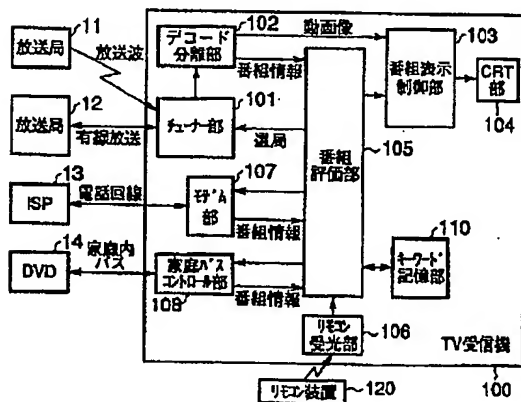 11
放送局
放送波
102
デコード
分離部
動画像
番組情報
103
番組表示
制御部
CRT
部
104
12
放送局
有線放送
101
チューナー部
選局
105
番組
評価部
13
ISP
電話回線
107
モデム
部
番組情報
14
DVD
家庭内
バス
家庭バス
コントロール部
108
番組情報
110
キーワード
記憶部
リモコン
受光部
106
TV受信機
100
リモコン装置
120